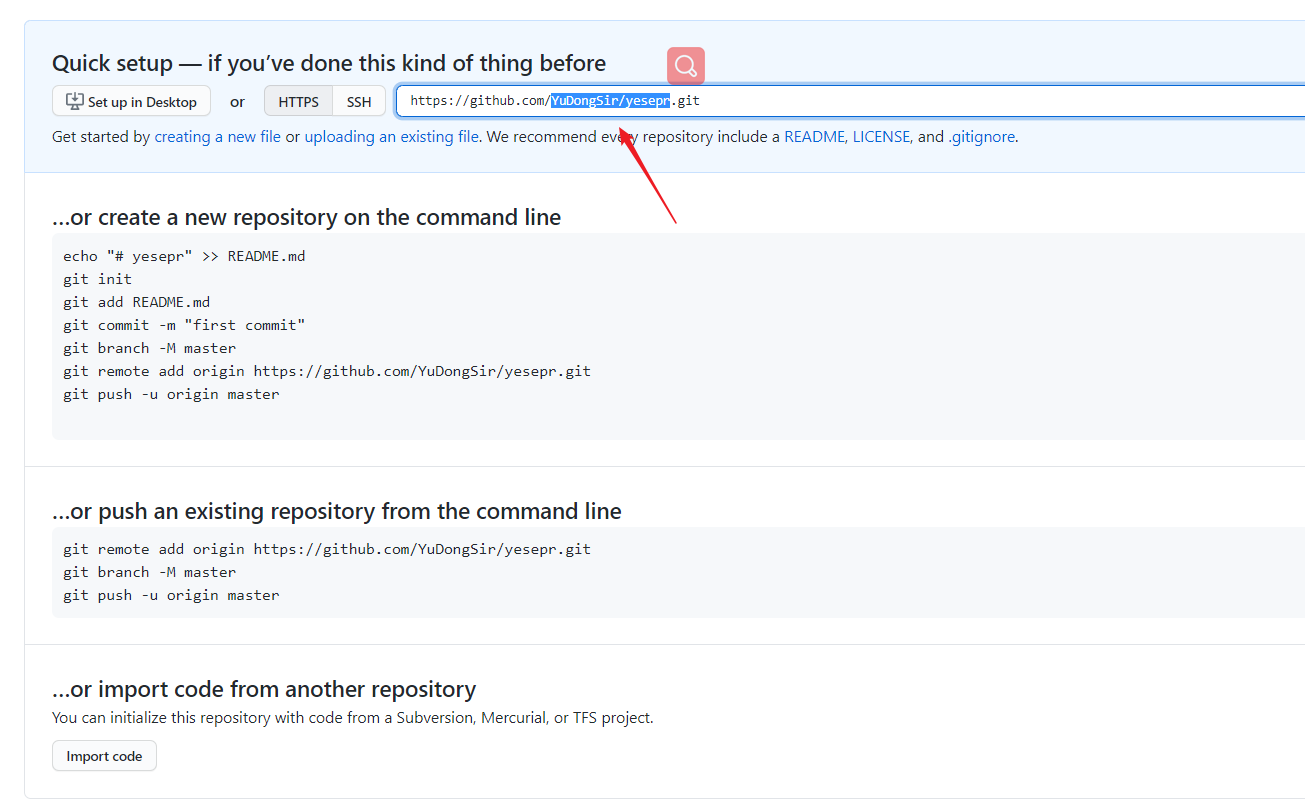 Quick setup — if you’ve done this kind of thing before
Set up in Desktop or HTTPS SSH https://github.com/YuDongSir/yesepr.git
Get started by creating a new file or uploading an existing file. We recommend every repository include a README, LICENSE, and .gitignore.
…or create a new repository on the command line
echo "# yesepr" >> README.md
git init
git add README.md
git commit -m "first commit"
git branch -M master
git remote add origin https://github.com/YuDongSir/yesepr.git
git push -u origin master
…or push an existing repository from the command line
git remote add origin https://github.com/YuDongSir/yesepr.git
git branch -M master
git push -u origin master
…or import code from another repository
You can initialize this repository with code from a Subversion, Mercurial, or TFS project.
Import code